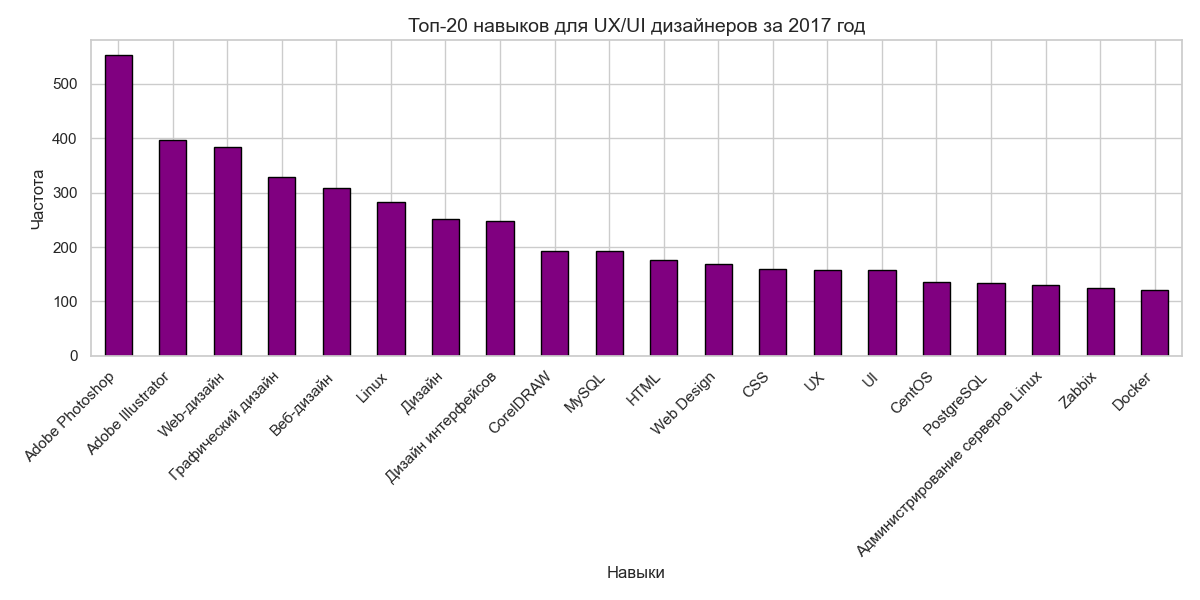 Топ-20 навыков для UX/UI дизайнеров за 2017 год
Частота
500
400
300
200
100
0
Adobe Photoshop
Adobe Illustrator
Web-дизайн
Графический дизайн
Веб-дизайн
Linux
Дизайн
Дизайн интерфейсов
CorelDRAW
MySQL
HTML
Web Design
CSS
UX
UI
CentOS
PostgreSQL
Администрирование серверов Linux
Zabbix
Docker
Навыки